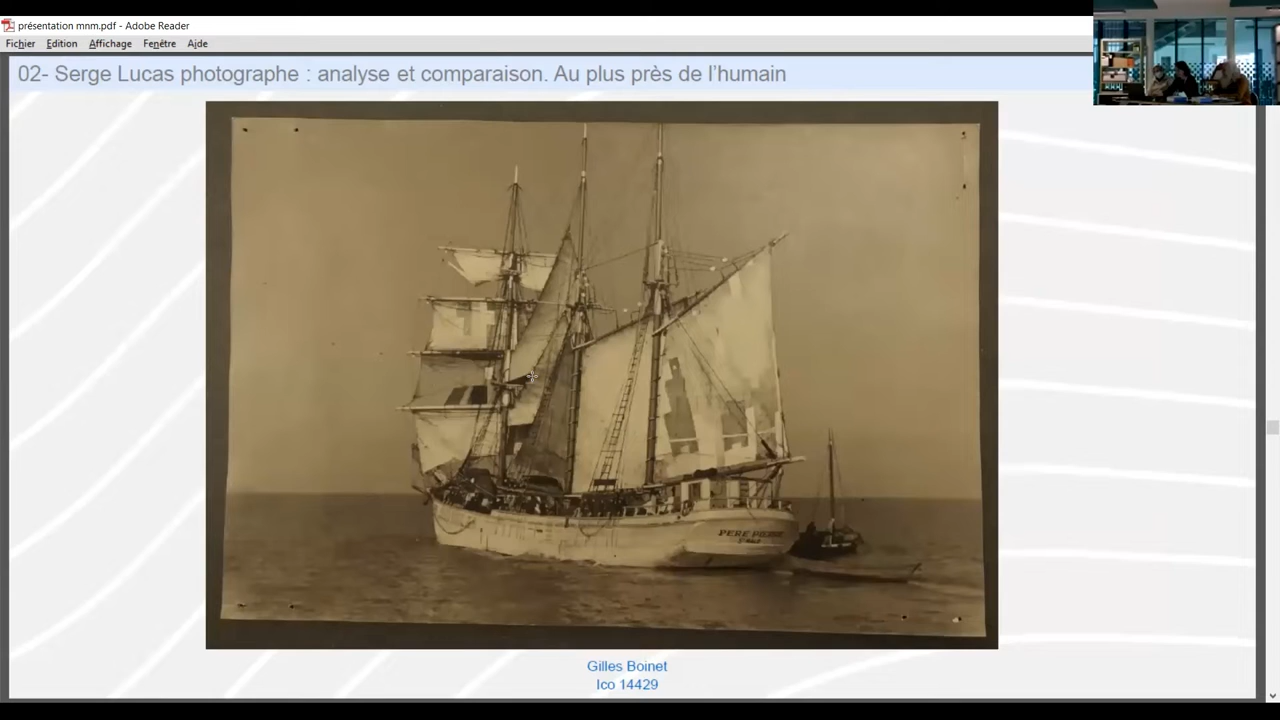 présentation mnm.pdf - Adobe Reader
Fichier Edition Affichage Fenêtre Aide
02- Serge Lucas photographe : analyse et comparaison. Au plus près de l'humain
PERE PIERRE
Gilles Boinet
Ico 14429